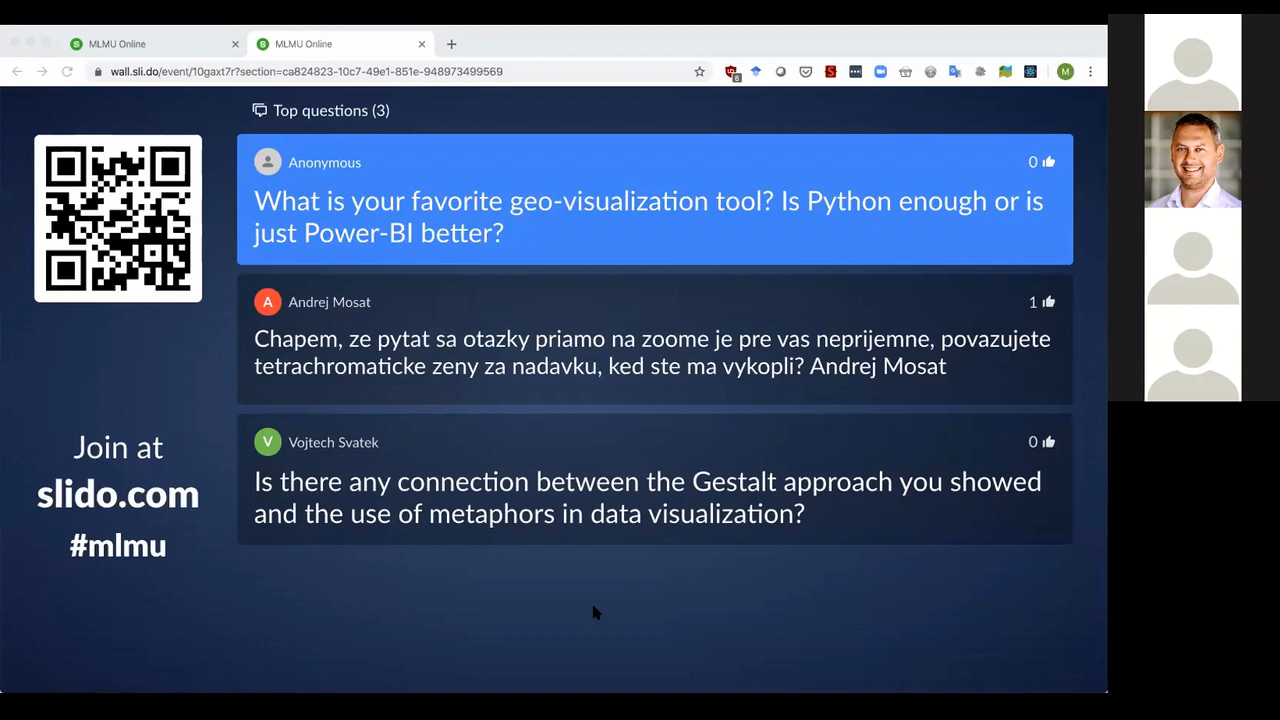 MLMU Online
MLMU Online
wall.sli.do/event/10gaxt7r?section=ca824823-10c7-49e1-851e-948973499569
M
Top questions (3)
Anonymous
0
What is your favorite geo-visualization tool? Is Python enough or is
just Power-BI better?
A
Andrej Mosat
1
Chapem, ze pytat sa otazky priamo na zoome je pre vas neprijemne, povazujete
tetrachromaticke zeny za nadavku, ked ste ma vykopli? Andrej Mosat
V
Vojtech Svatek
0
Is there any connection between the Gestalt approach you showed
and the use of metaphors in data visualization?
Join at
slido.com
#mlmu